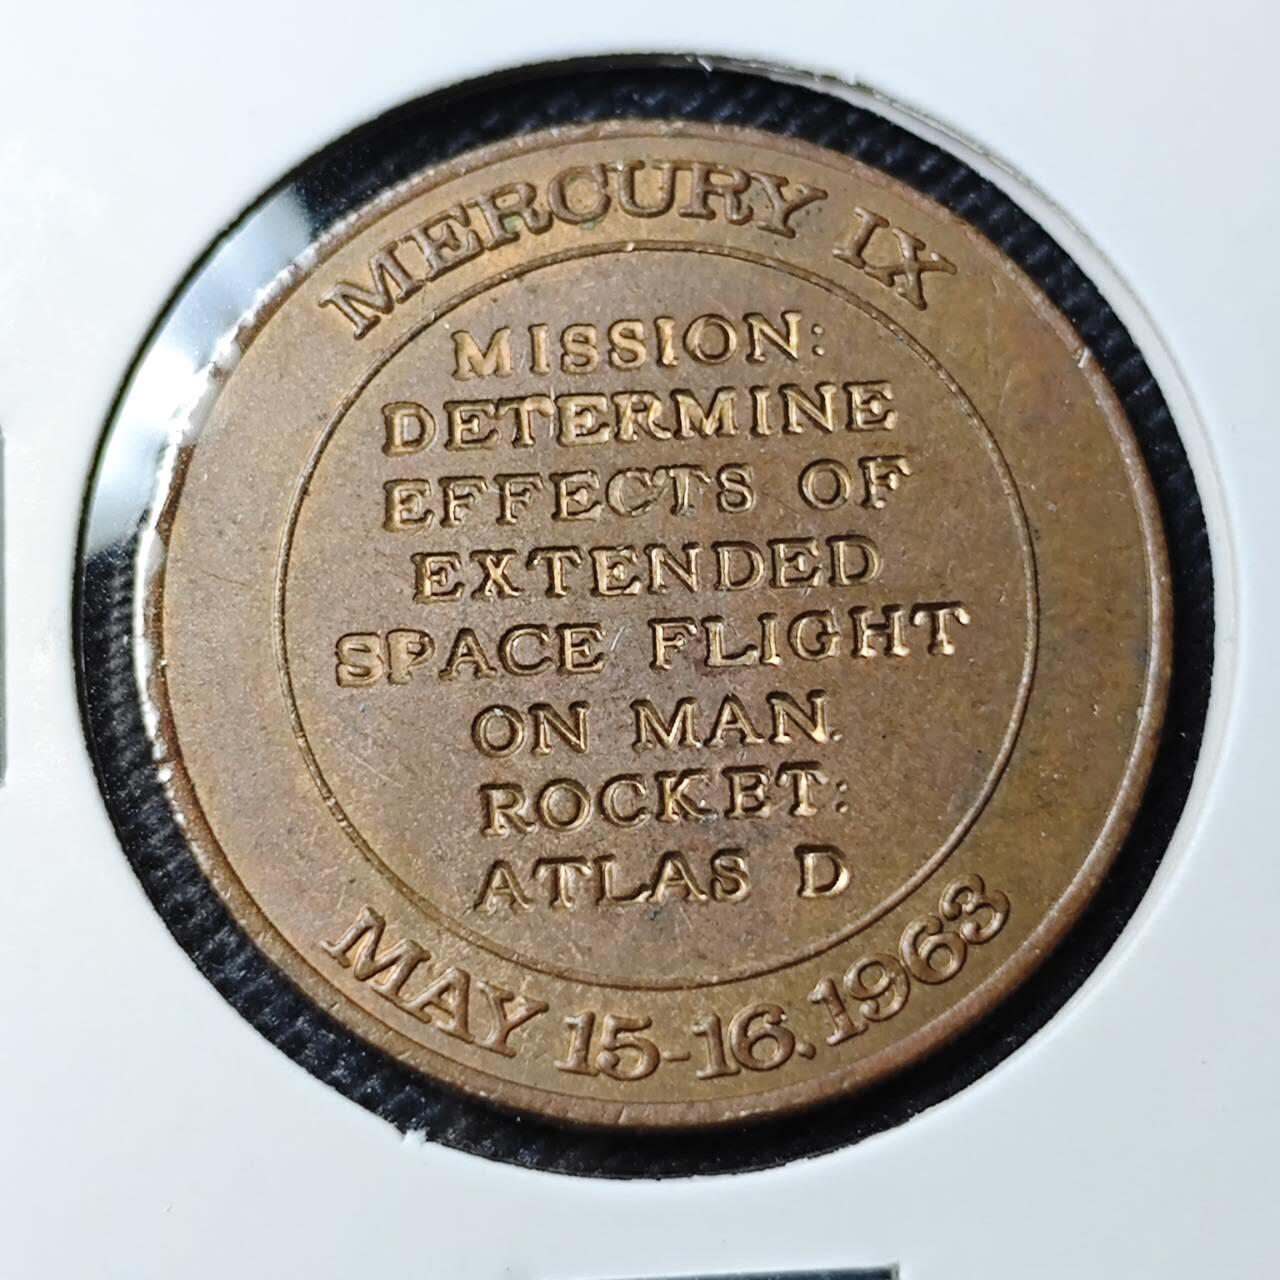 MERCURY IX
MISSION:
DETERMINE
EFFECTS OF
EXTENDED
SPACE FLIGHT
ON MAN.
ROCKET:
ATLAS D
MAY 15-16.1963